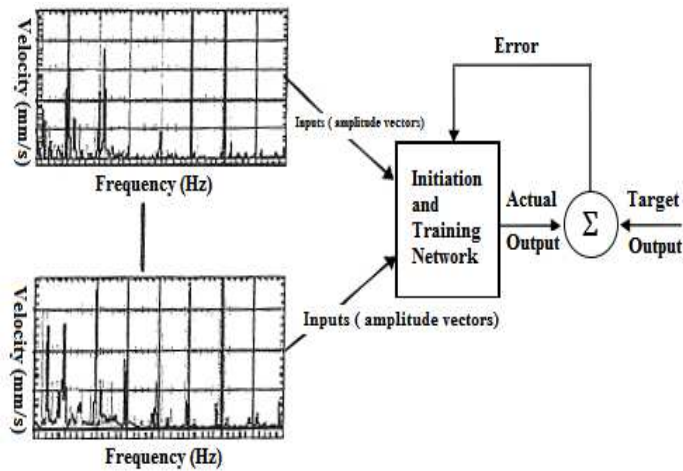 Velocity (mm/s)
Frequency (Hz)
Inputs ( amplitude vectors)
Error
Initiation
and
Training
Network
Actual
Output
Σ
Target
Output
Velocity (mm/s)
Inputs ( amplitude vectors)
Frequency (Hz)